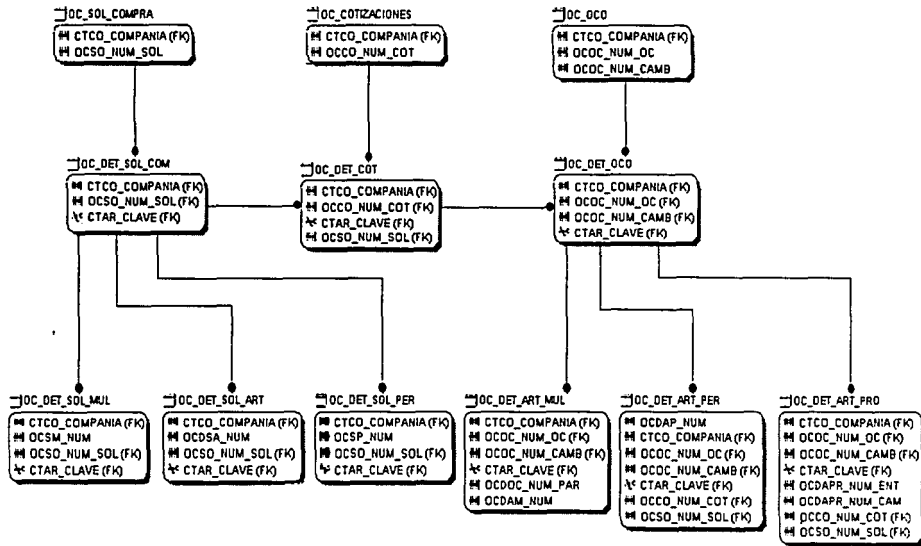 OC_SOL_COMPRA
CTCO_COMPANIA (FK)
OCSO_NUM_SOL
OC_COTIZACIONES
CTCO_COMPANIA (FK)
OCCO_NUM_COT
OC_OCO
CTCO_COMPANIA (FK)
OCOC_NUM_OC
OCOC_NUM_CAMB
OC_DET_SOL_COM
CTCO_COMPANIA (FK)
OCSO_NUM_SOL (FK)
CTAR_CLAVE (FK)
OC_DET_COT
CTCO_COMPANIA (FK)
OCCO_NUM_COT (FK)
CTAR_CLAVE (FK)
OCSO_NUM_SOL (FK)
OC_DET_OCO
CTCO_COMPANIA (FK)
OCOC_NUM_OC (FK)
OCOC_NUM_CAMB (FK)
CTAR_CLAVE (FK)
OC_DET_SOL_MUL
CTCO_COMPANIA (FK)
OCSM_NUM
OCSO_NUM_SOL (FK)
CTAR_CLAVE (FK)
OC_DET_SOL_ART
CTCO_COMPANIA (FK)
OCDSA_NUM
OCSO_NUM_SOL (FK)
CTAR_CLAVE (FK)
OC_DET_SOL_PER
CTCO_COMPANIA (FK)
OCSP_NUM
OCSO_NUM_SOL (FK)
CTAR_CLAVE (FK)
OC_DET_ART_MUL
CTCO_COMPANIA (FK)
OCOC_NUM_OC (FK)
OCOC_NUM_CAMB (FK)
CTAR_CLAVE (FK)
OCDOC_NUM_PAR
OCDAM_NUM
OC_DET_ART_PER
OCDAP_NUM
CTCO_COMPANIA (FK)
OCOC_NUM_OC (FK)
OCOC_NUM_CAMB (FK)
CTAR_CLAVE (FK)
OCCO_NUM_COT (FK)
OCSO_NUM_SOL (FK)
OC_DET_ART_PRO
CTCO_COMPANIA (FK)
OCOC_NUM_OC (FK)
OCOC_NUM_CAMB (FK)
CTAR_CLAVE (FK)
OCDAPR_NUM_ENT
OCDAPR_NUM_CAM
OCCO_NUM_COT (FK)
OCSO_NUM_SOL (FK)